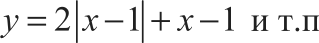 y = 2|x − 1| + x − 1 и т.п